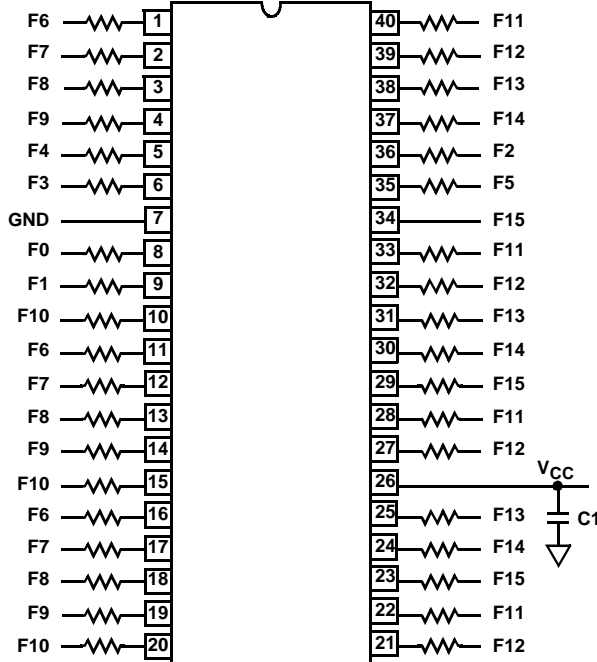 F6 1 40 F11
F7 2 39 F12
F8 3 38 F13
F9 4 37 F14
F4 5 36 F2
F3 6 35 F5
GND 7 34 F15
F0 8 33 F11
F1 9 32 F12
F10 10 31 F13
F6 11 30 F14
F7 12 29 F15
F8 13 28 F11
F9 14 27 F12
F10 15 26 VCC
F6 16 25 F13 C1
F7 17 24 F14
F8 18 23 F15
F9 19 22 F11
F10 20 21 F12